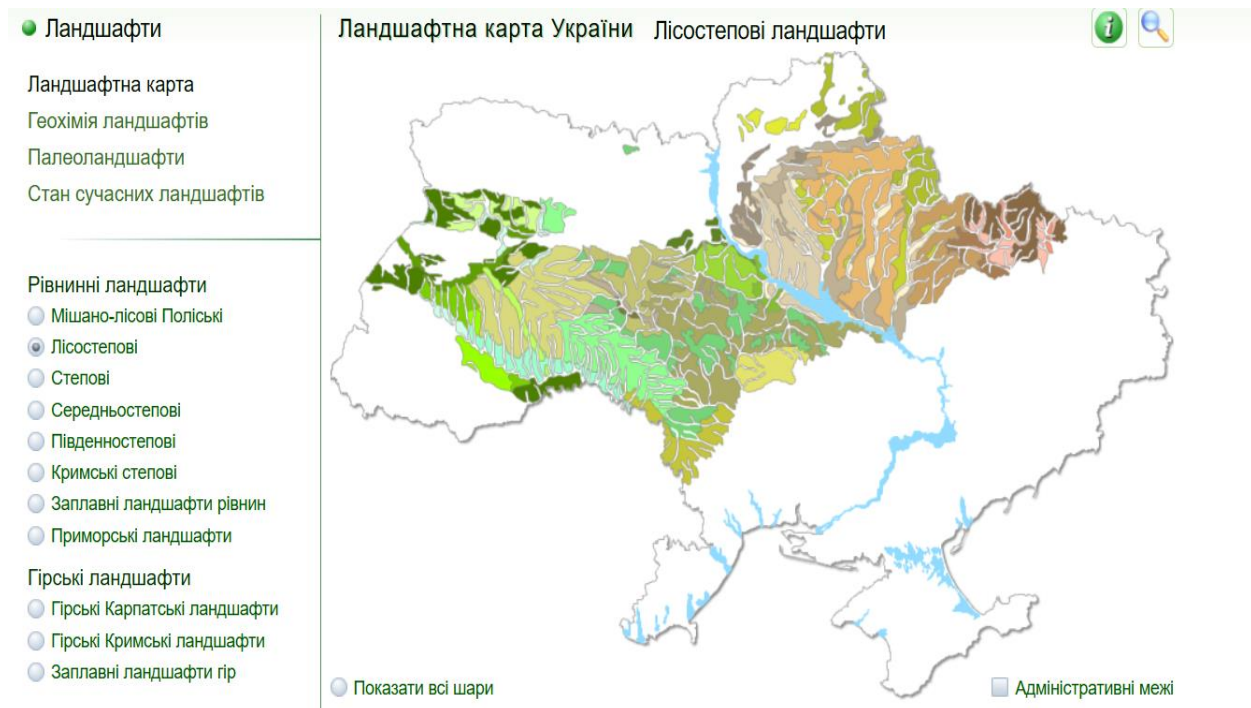 Ландшафти
Ландшафтна карта
Геохімія ландшафтів
Палеоландшафти
Стан сучасних ландшафтів
Рівнинні ландшафти
Мішано-лісові Поліські
Лісостепові
Степові
Середньостепові
Південностепові
Кримські степові
Заплавні ландшафти рівнин
Приморські ландшафти
Гірські ландшафти
Гірські Карпатські ландшафти
Гірські Кримські ландшафти
Заплавні ландшафти гір
Ландшафтна карта України Лісостепові ландшафти
i
Показати всі шари
Адміністративні межі